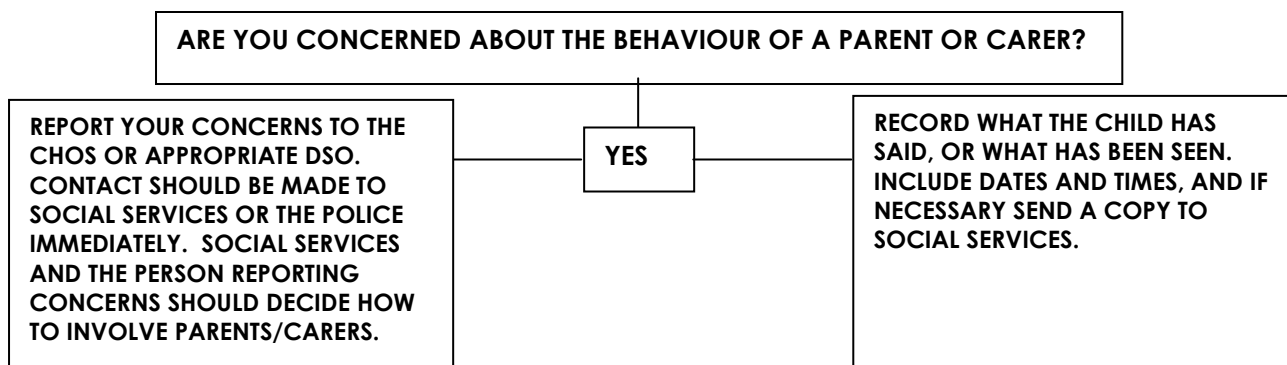 ARE YOU CONCERNED ABOUT THE BEHAVIOUR OF A PARENT OR CARER?
REPORT YOUR CONCERNS TO THE
CHOS OR APPROPRIATE DSO.
CONTACT SHOULD BE MADE TO
SOCIAL SERVICES OR THE POLICE
IMMEDIATELY.  SOCIAL SERVICES
AND THE PERSON REPORTING
CONCERNS SHOULD DECIDE HOW
TO INVOLVE PARENTS/CARERS.
YES
RECORD WHAT THE CHILD HAS
SAID, OR WHAT HAS BEEN SEEN.
INCLUDE DATES AND TIMES, AND IF
NECESSARY SEND A COPY TO
SOCIAL SERVICES.